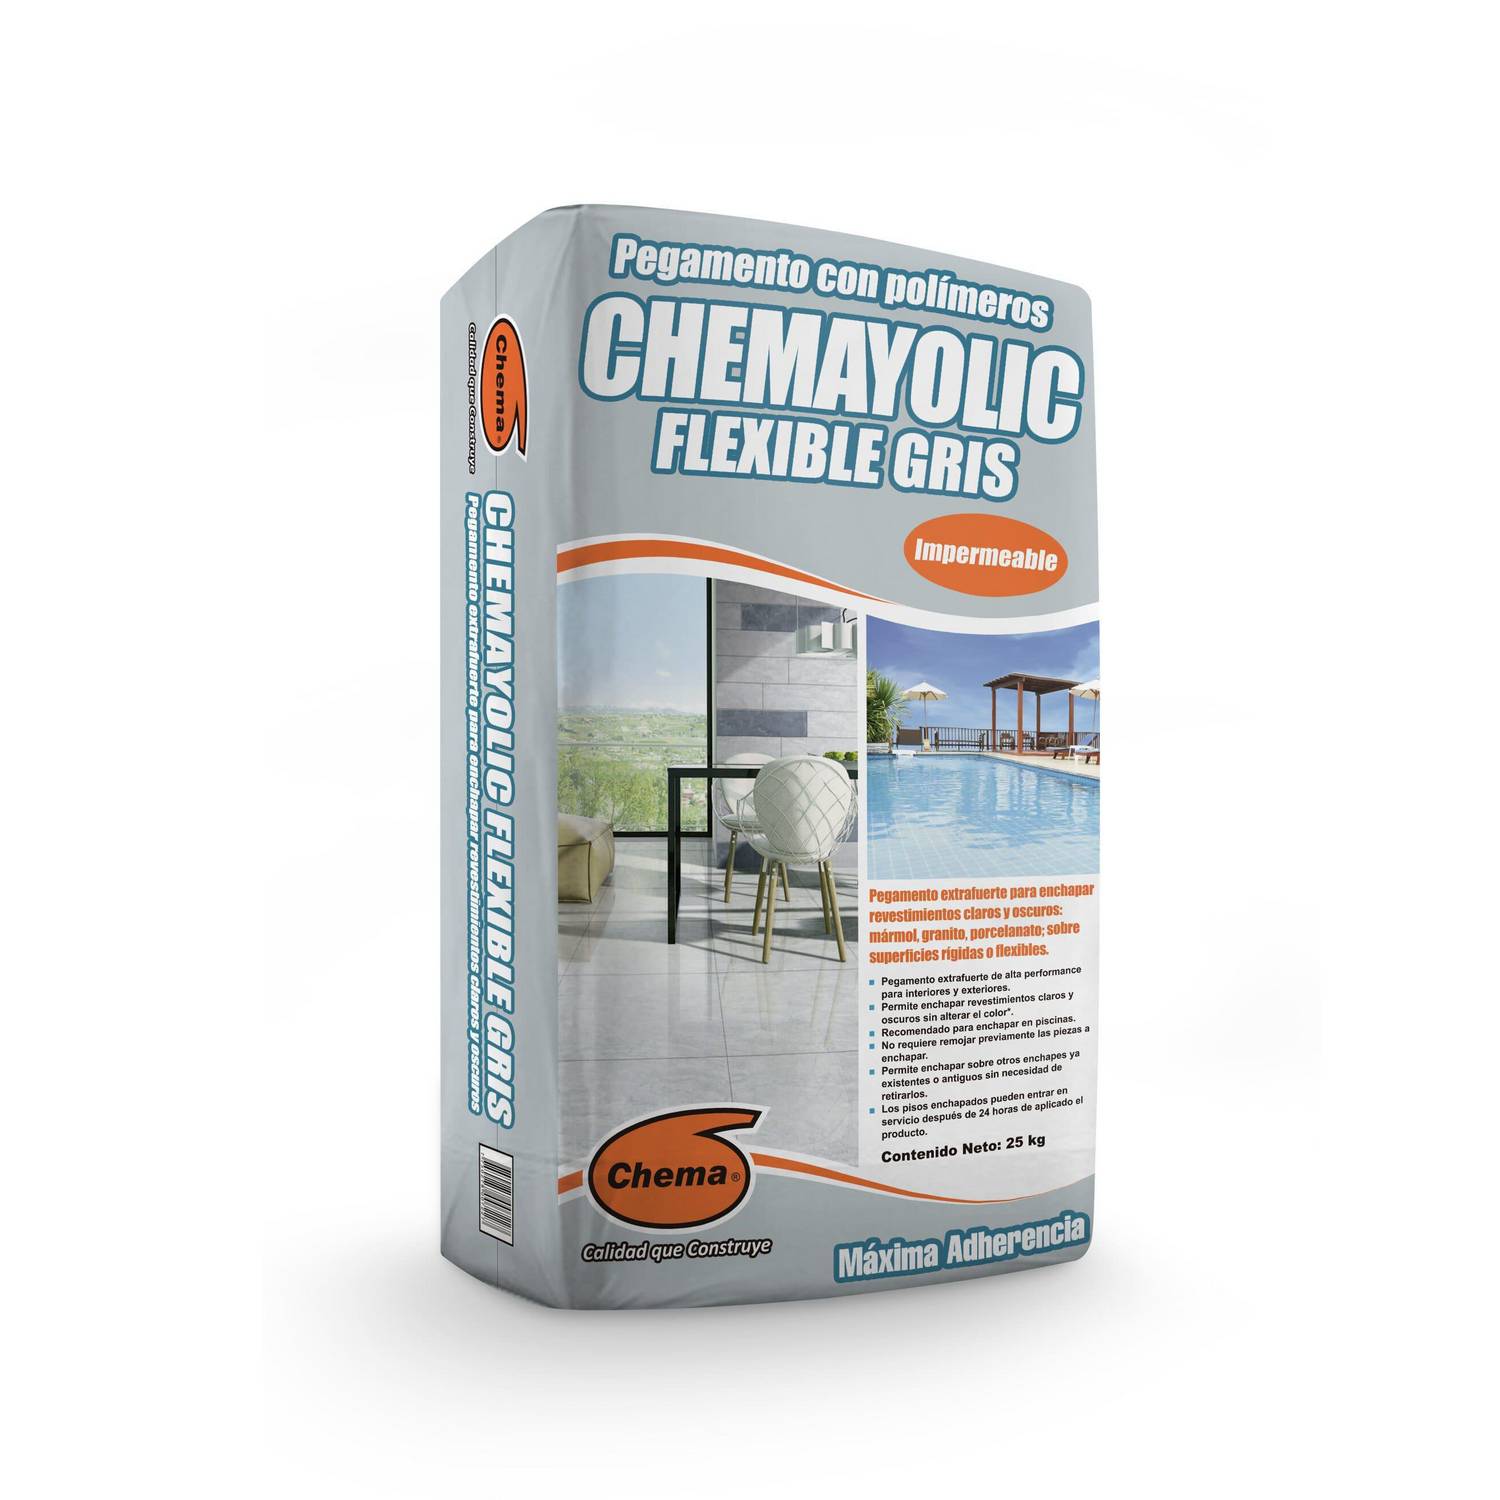 Pegamento con polímeros
CHEMAYOLIC
FLEXIBLE GRIS
Impermeable
Pegamento extrafuerte para enchapar
revestimientos claros y oscuros:
mármol, granito, porcelanato; sobre
superficies rígidas o flexibles.
Pegamento extrafuerte de alta performance
para interiores y exteriores.
Permite enchapar revestimientos claros y
oscuros sin alterar el color*.
Recomendado para enchapar en piscinas.
No requiere remojar previamente las piezas a
enchapar.
Permite enchapar sobre otros enchapes ya
existentes o antiguos sin necesidad de
retirarlos.
Los pisos enchapados pueden entrar en
servicio después de 24 horas de aplicado el
producto.
Contenido Neto: 25 kg
Chema®
Calidad que Construye
Máxima Adherencia
Chema®
Calidad que Construye
CHEMAYOLIC FLEXIBLE GRIS
Pegamento extrafuerte para enchapar revestimientos claros y oscuros